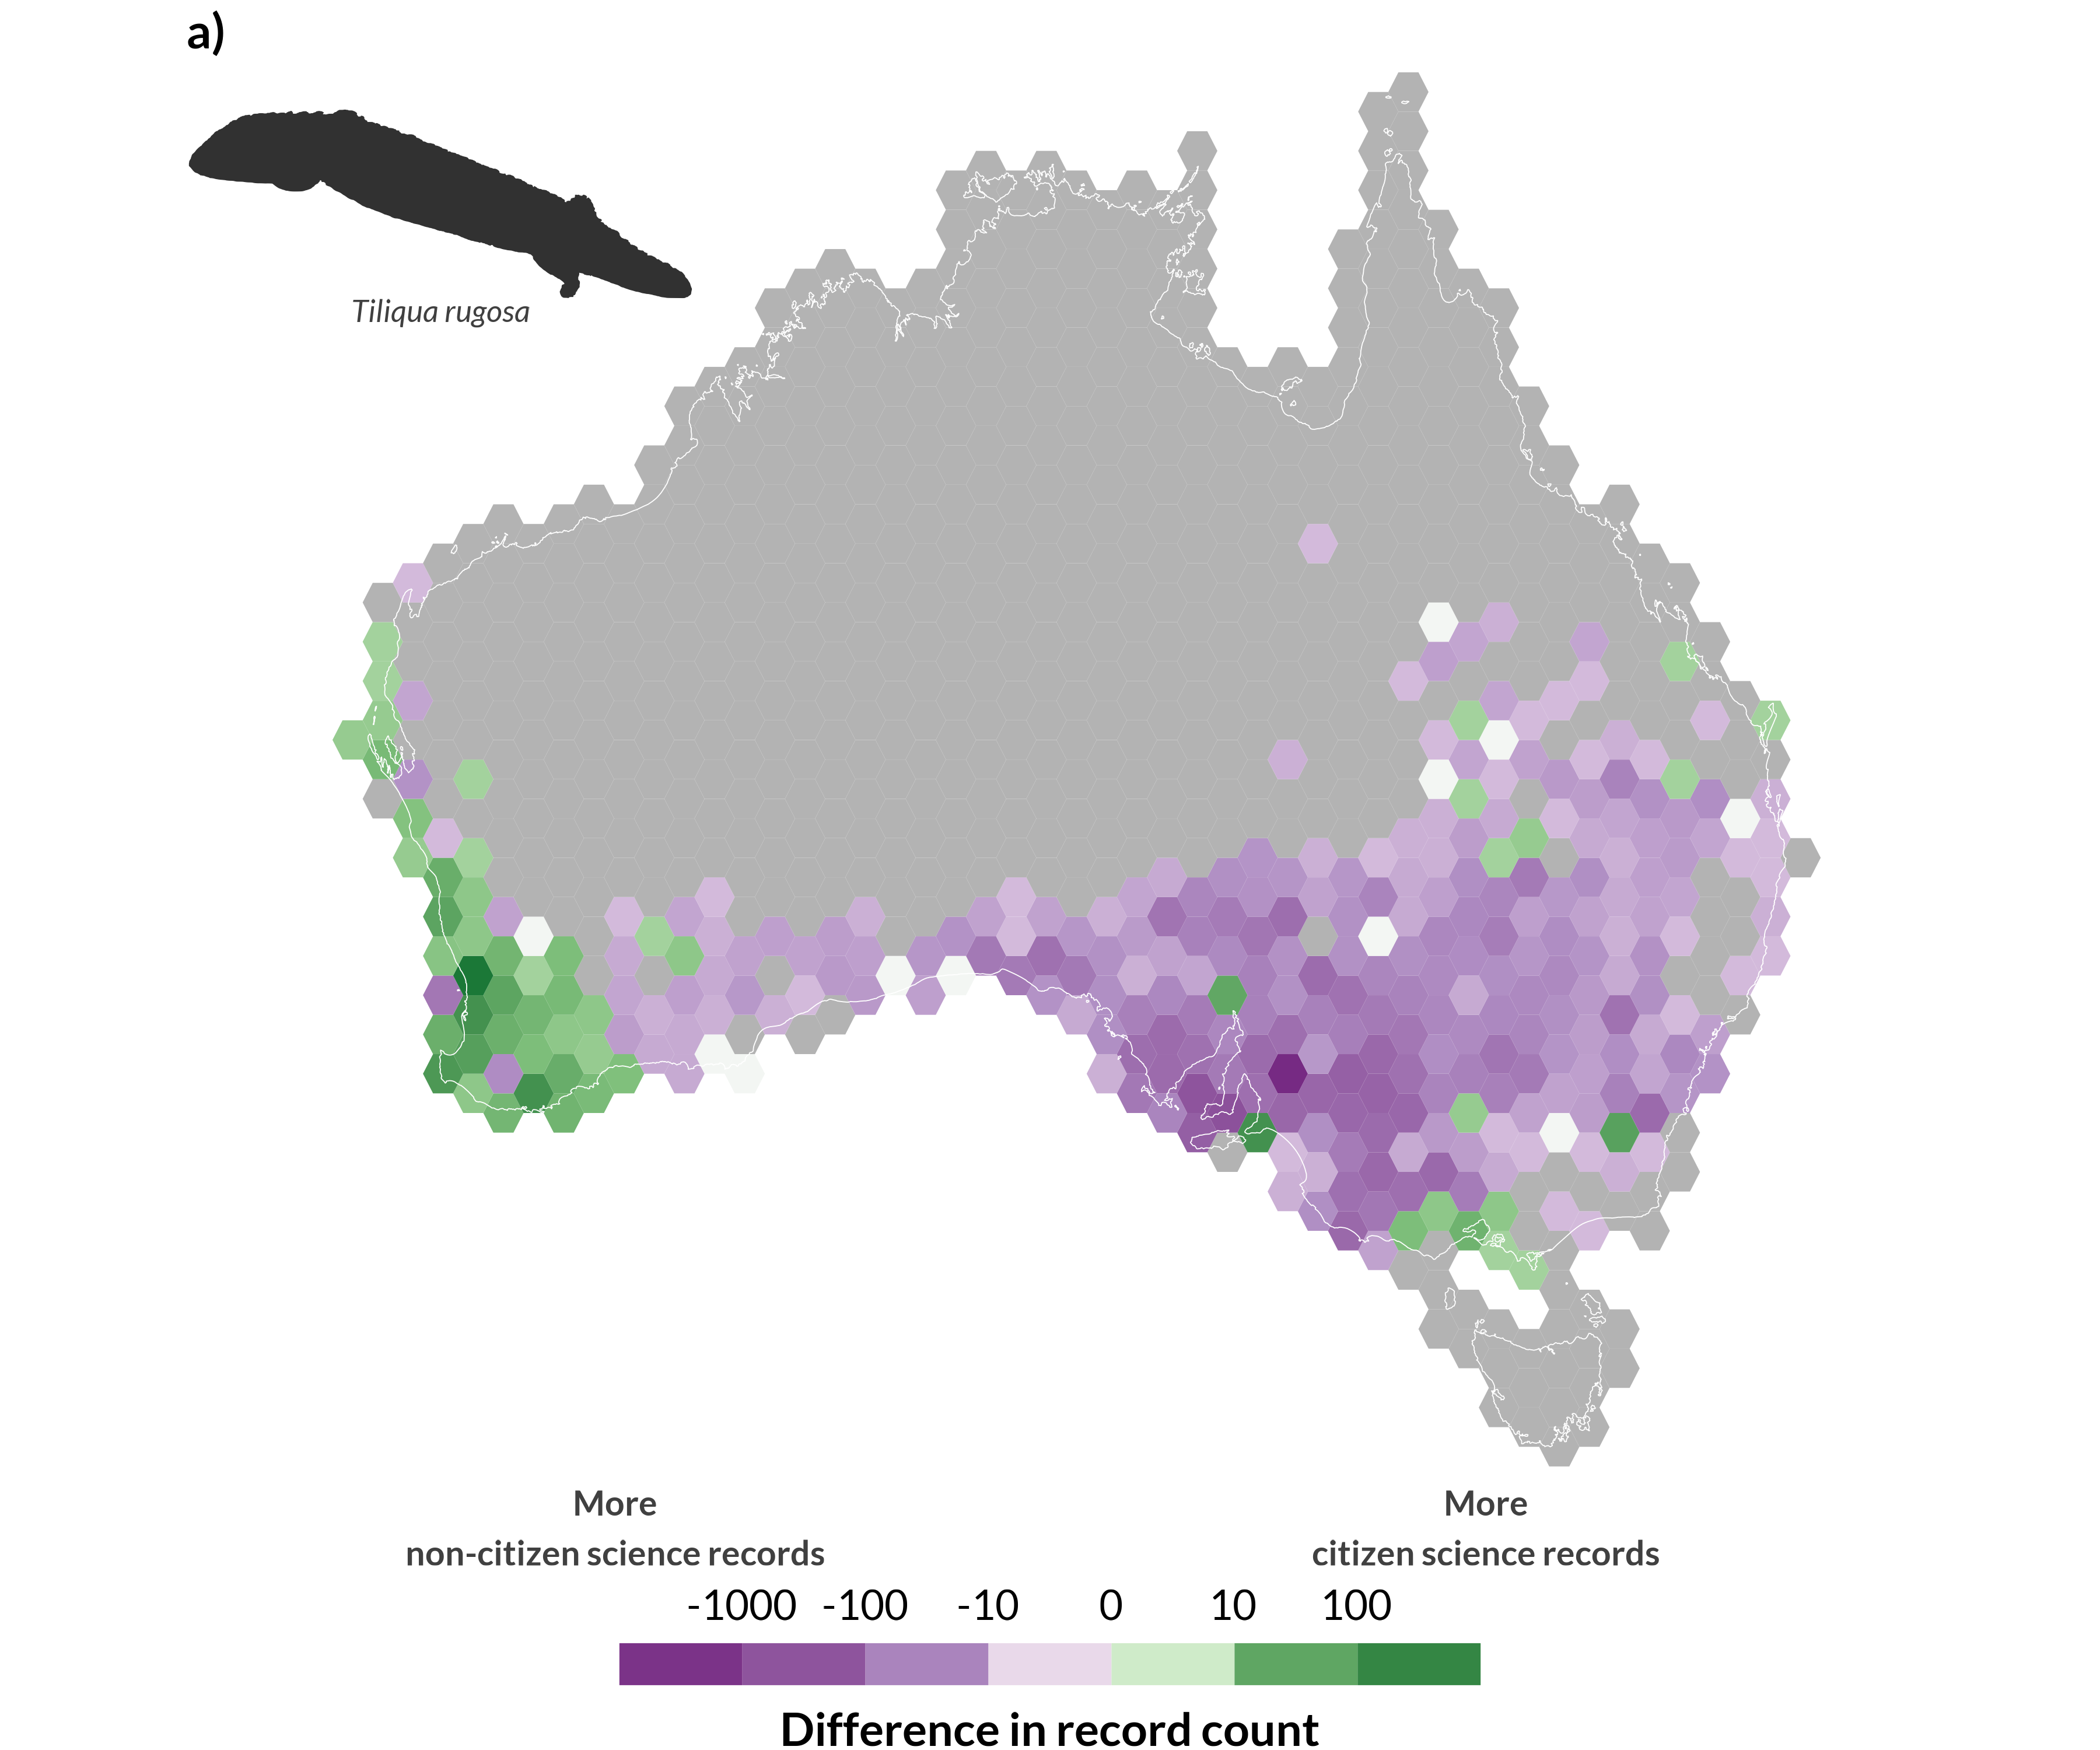 a)
Tiliqua rugosa
More
non-citizen science records
More
citizen science records
-1000 -100 -10 0 10 100
Difference in record count